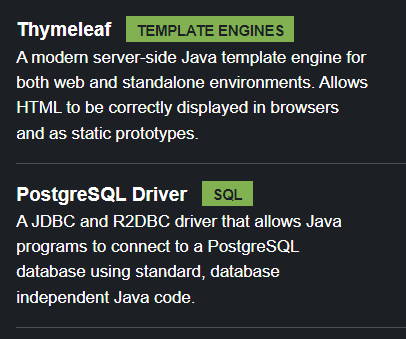 Thymeleaf TEMPLATE ENGINES
A modern server-side Java template engine for
both web and standalone environments. Allows
HTML to be correctly displayed in browsers
and as static prototypes.
PostgreSQL Driver SQL
A JDBC and R2DBC driver that allows Java
programs to connect to a PostgreSQL
database using standard, database
independent Java code.